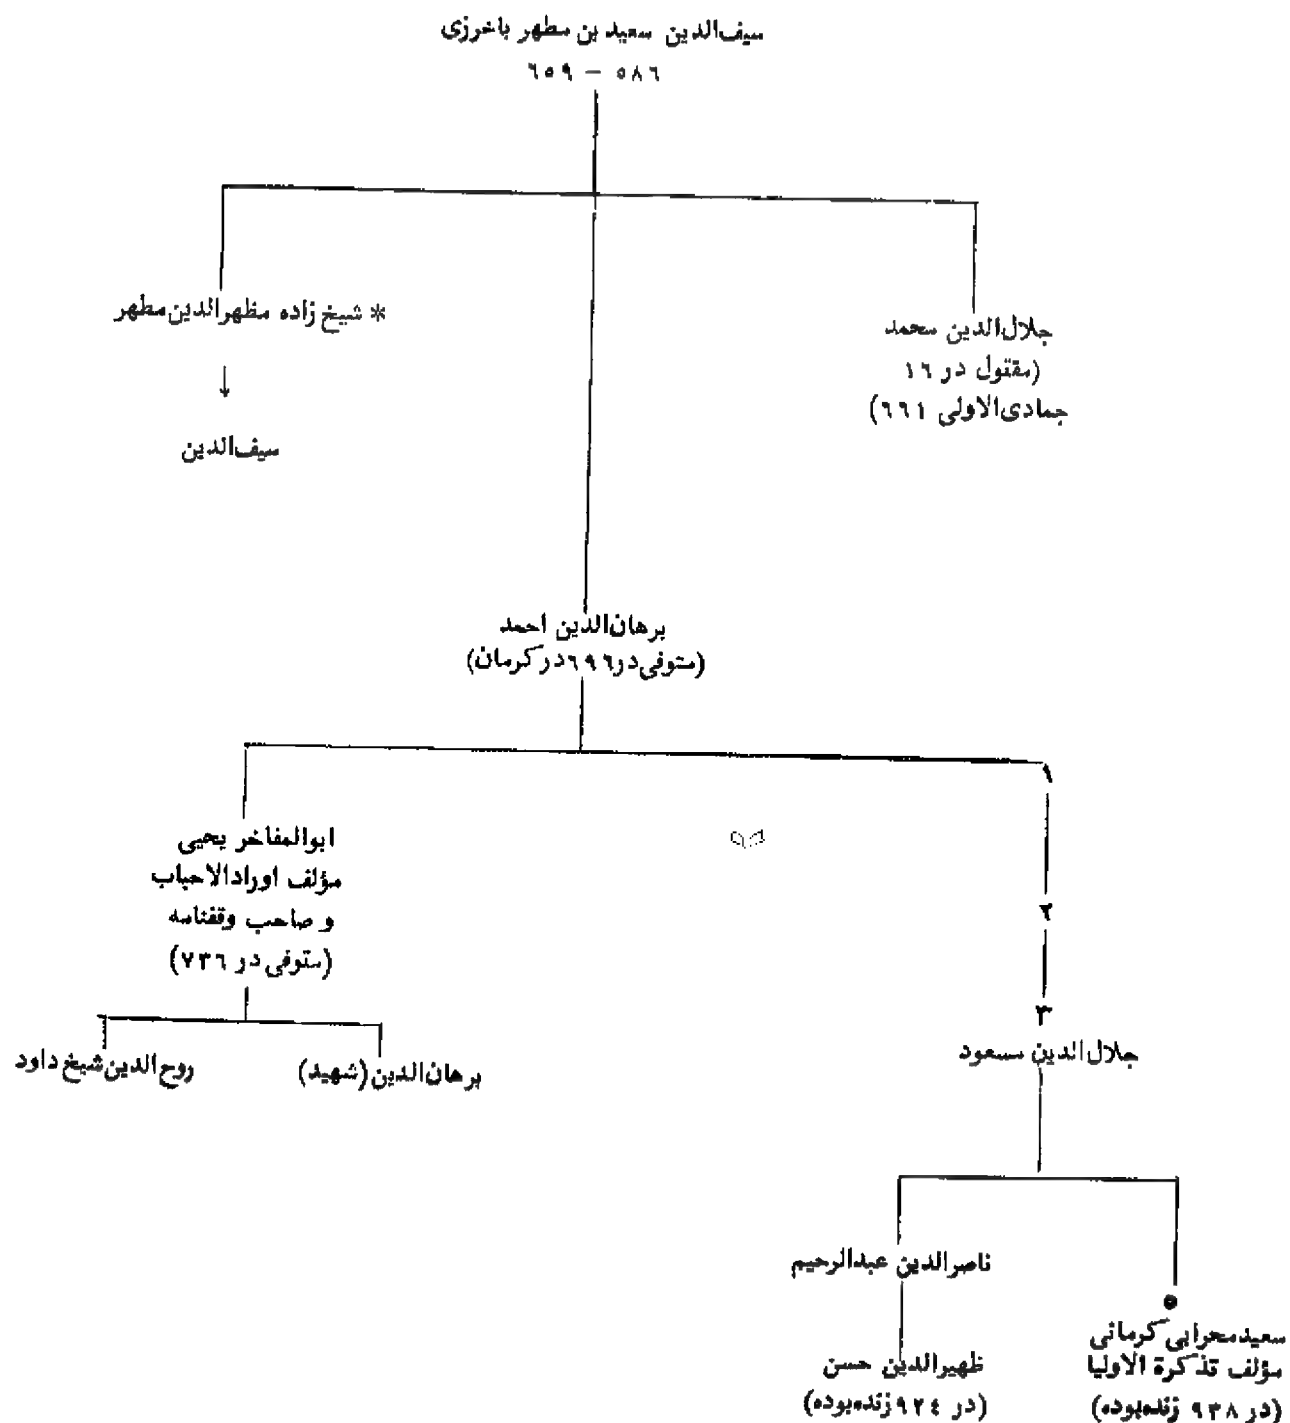 سیف‌الدین سعید بن مطهر باخرزی
۵۸۶ – ۶۵۹
* شیخ زاده مظهرالدین مطهر
↓
سیف‌الدین
جلال‌الدین محمد
(مقتول در ۱۶
جمادی‌الاولی ۶۶۱)
برهان‌الدین احمد
(متوفی در ۶۹۶ در کرمان)
ابوالمفاخر یحیی
مؤلف اورادالاحباب
و صاحب وقفنامه
(متوفی در ۷۳۶)
برهان‌الدین (شهید)
روح‌الدین شیخ داود
۱
۲
۳
جلال‌الدین مسعود
ناصرالدین عبدالرحیم
ظهیرالدین حسن
(در ۹۲۴ زنده‌بوده)
سعید محرابی کرمانی
مؤلف تذکرة الاولیا
(در ۹۳۸ زنده‌بوده)